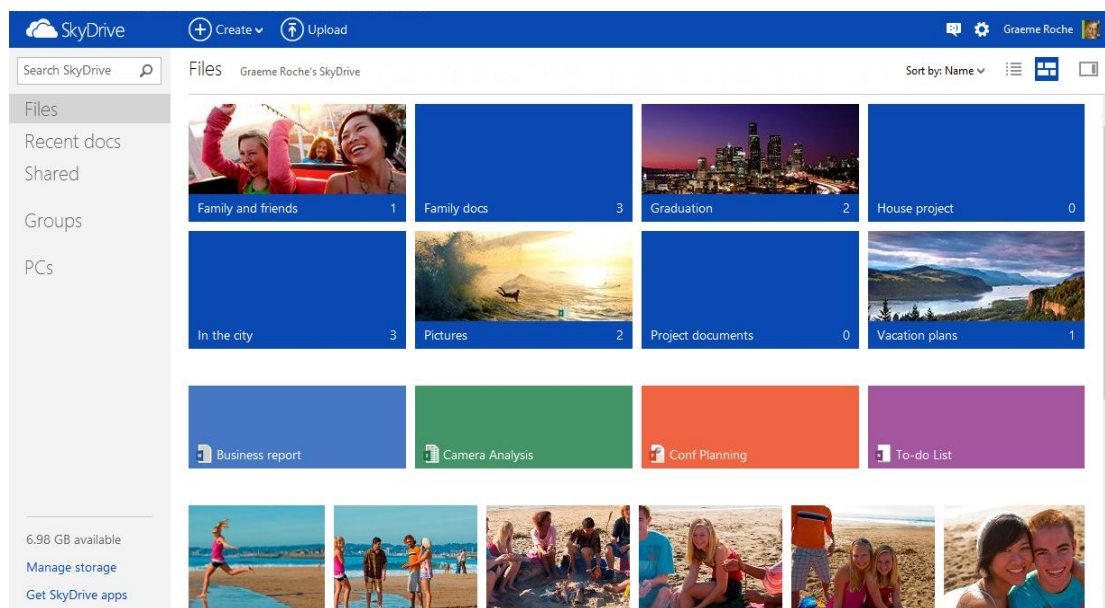 SkyDrive
Create
Upload
Graeme Roche
Search SkyDrive
Files
Graeme Roche's SkyDrive
Sort by: Name
Files
Recent docs
Shared
Groups
PCs
Family and friends 1
Family docs 3
Graduation 2
House project 0
In the city 3
Pictures 2
Project documents 0
Vacation plans 1
Business report
Camera Analysis
Conf Planning
To-do List
6.98 GB available
Manage storage
Get SkyDrive apps